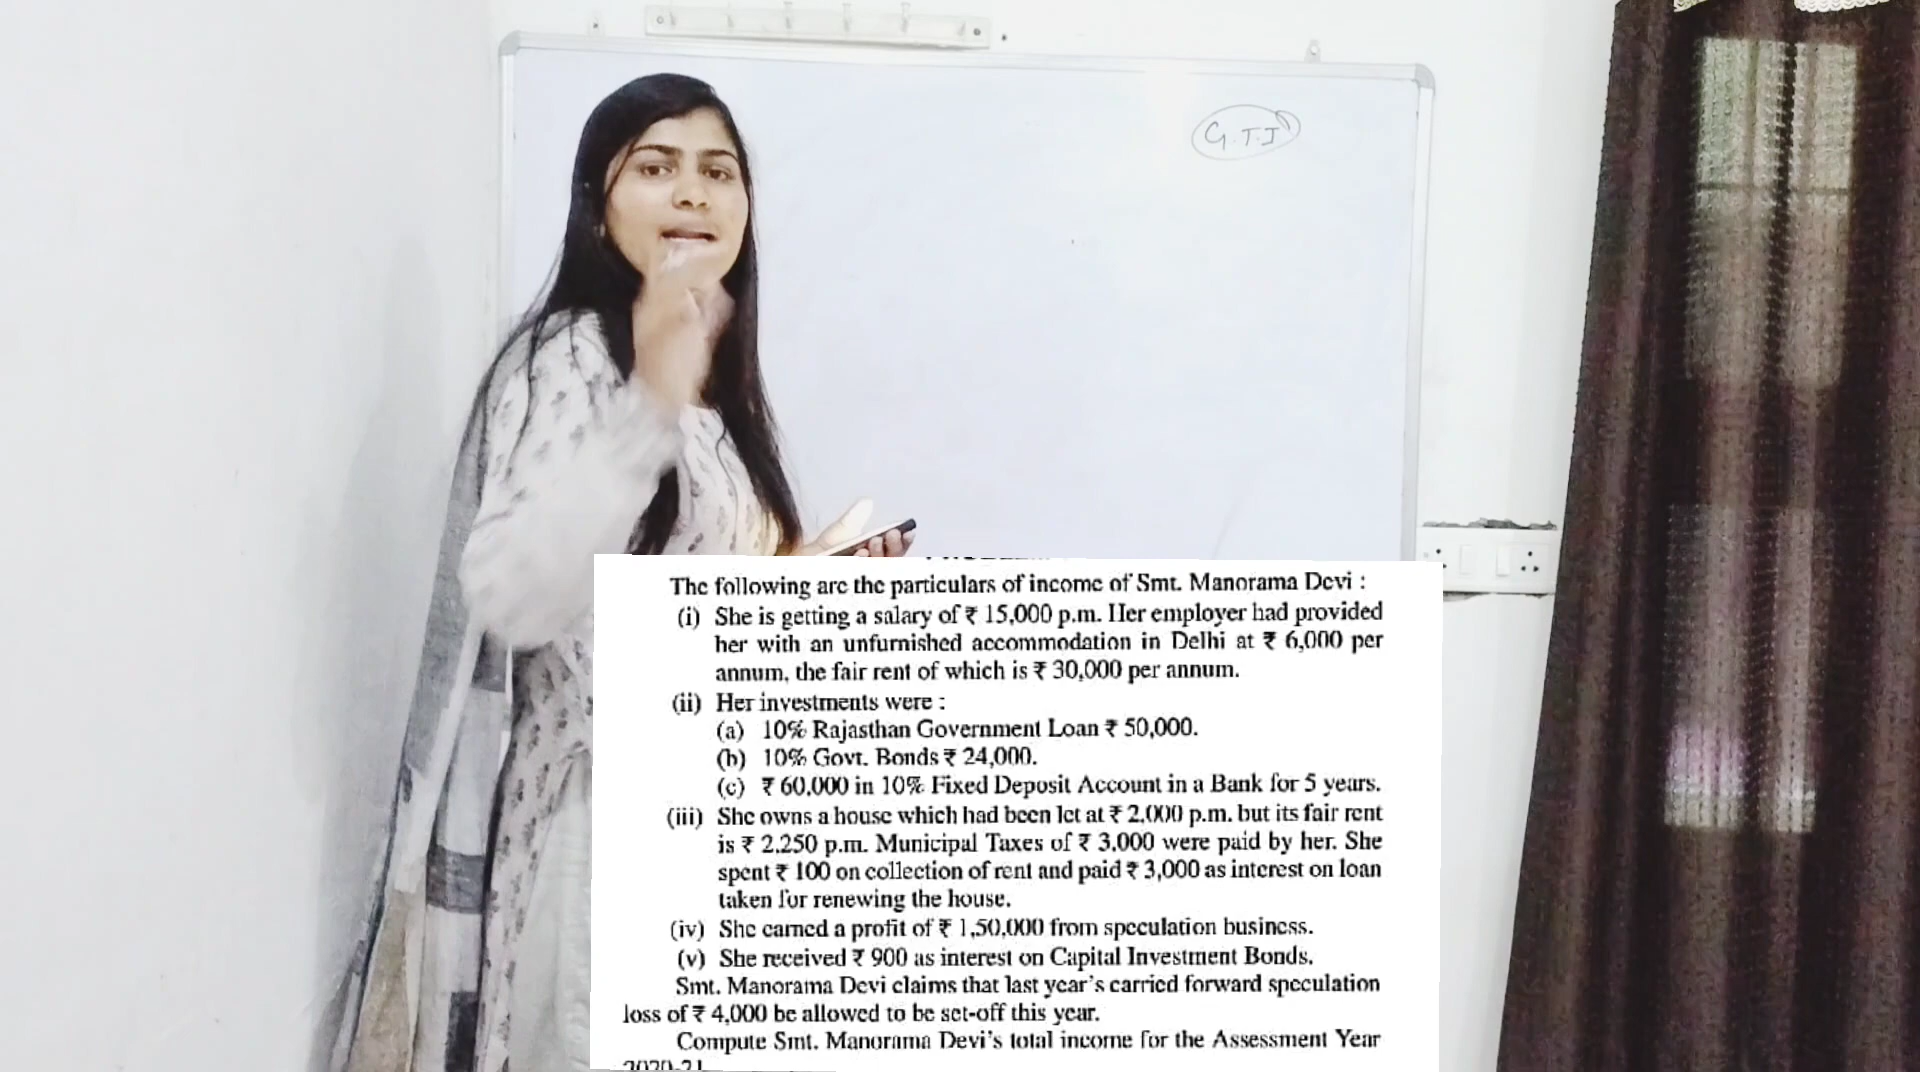 G.T.I
The following are the particulars of income of Smt. Manorama Devi :
(i) She is getting a salary of ₹ 15,000 p.m. Her employer had provided
her with an unfurnished accommodation in Delhi at ₹ 6,000 per
annum, the fair rent of which is ₹ 30,000 per annum.
(ii) Her investments were :
(a) 10% Rajasthan Government Loan ₹ 50,000.
(b) 10% Govt. Bonds ₹ 24,000.
(c) ₹ 60,000 in 10% Fixed Deposit Account in a Bank for 5 years.
(iii) She owns a house which had been let at ₹ 2,000 p.m. but its fair rent
is ₹ 2,250 p.m. Municipal Taxes of ₹ 3,000 were paid by her. She
spent ₹ 100 on collection of rent and paid ₹ 3,000 as interest on loan
taken for renewing the house.
(iv) She earned a profit of ₹ 1,50,000 from speculation business.
(v) She received ₹ 900 as interest on Capital Investment Bonds.
Smt. Manorama Devi claims that last year's carried forward speculation
loss of ₹ 4,000 be allowed to be set-off this year.
Compute Smt. Manorama Devi's total income for the Assessment Year
2020-21